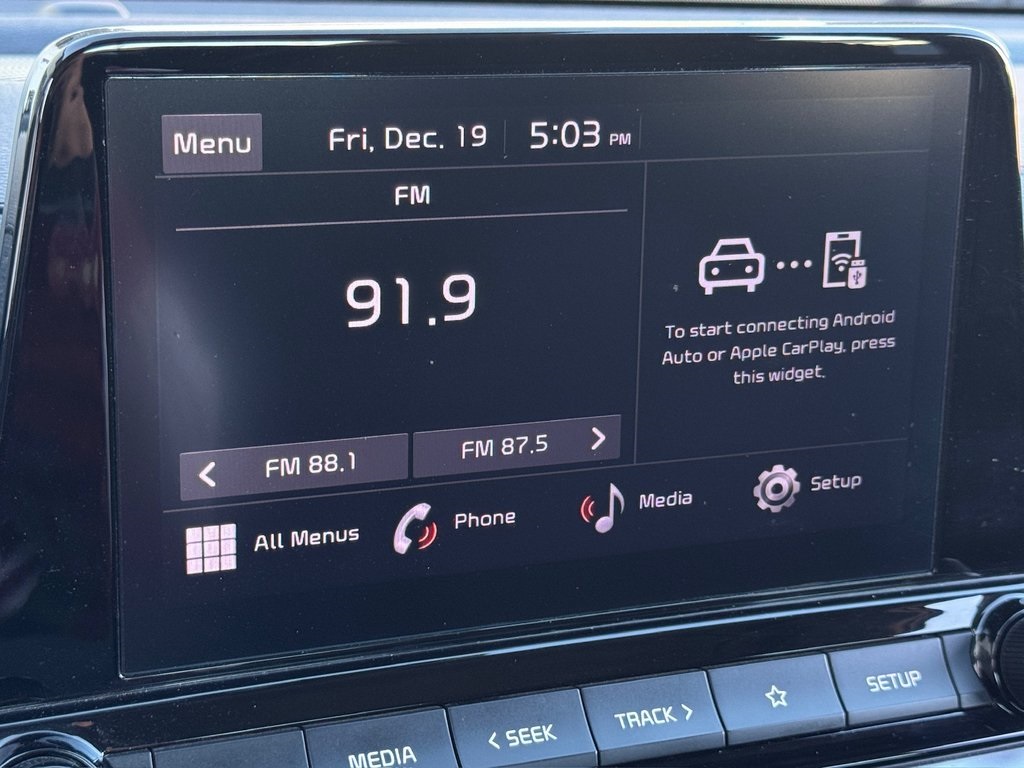 Menu
Fri, Dec. 19
5:03 PM
FM
91.9
To start connecting Android
Auto or Apple CarPlay, press
this widget.
< FM 88.1
FM 87.5 >
All Menus
Phone
Media
Setup
MEDIA
< SEEK
TRACK >
☆
SETUP